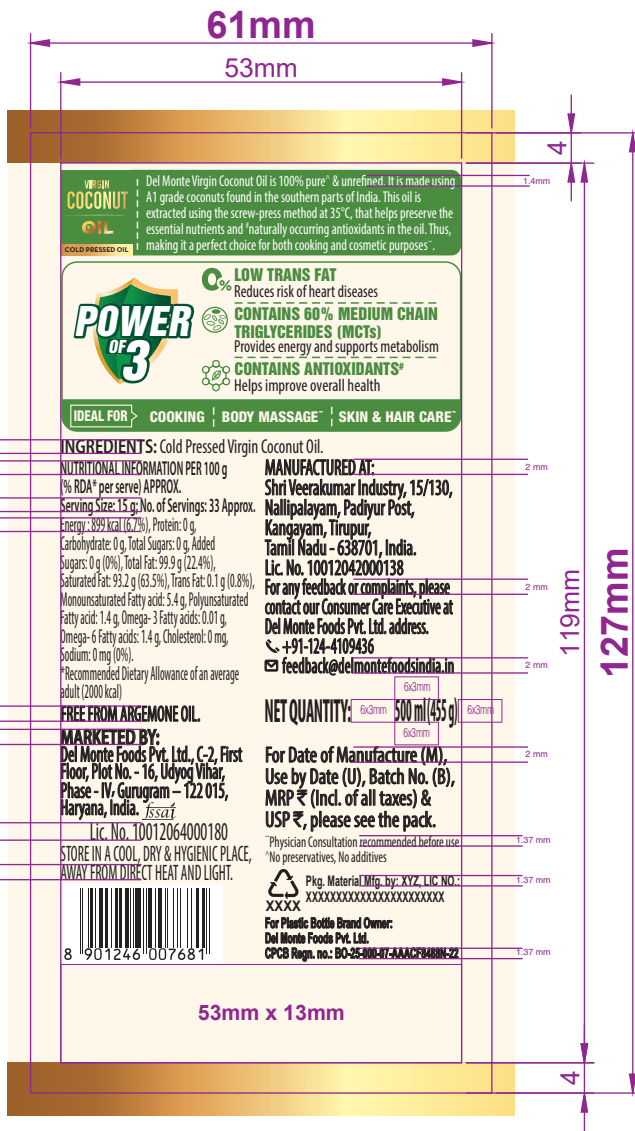 61mm
53mm
4
1.4mm
VIRGIN
COCONUT
OIL
COLD PRESSED OIL
Del Monte Virgin Coconut Oil is 100% pure^ & unrefined. It is made using
A1 grade coconuts found in the southern parts of India. This oil is
extracted using the screw-press method at 35°C, that helps preserve the
essential nutrients and #naturally occurring antioxidants in the oil. Thus,
making it a perfect choice for both cooking and cosmetic purposes~.
POWER
OF
3
0%
LOW TRANS FAT
Reduces risk of heart diseases
CONTAINS 60% MEDIUM CHAIN
TRIGLYCERIDES (MCTs)
Provides energy and supports metabolism
CONTAINS ANTIOXIDANTS#
Helps improve overall health
IDEAL FOR COOKING BODY MASSAGE~ SKIN & HAIR CARE~
INGREDIENTS: Cold Pressed Virgin Coconut Oil.
NUTRITIONAL INFORMATION PER 100 g
(% RDA* per serve) APPROX.
Serving Size: 15 g; No. of Servings: 33 Approx.
Energy : 899 kcal (6.7%), Protein: 0 g,
Carbohydrate: 0 g, Total Sugars: 0 g, Added
Sugars: 0 g (0%), Total Fat: 99.9 g (22.4%),
Saturated Fat: 93.2 g (63.5%), Trans Fat: 0.1 g (0.8%),
Monounsaturated Fatty acid: 5.4 g, Polyunsaturated
Fatty acid: 1.4 g, Omega- 3 Fatty acids: 0.01 g,
Omega- 6 Fatty acids: 1.4 g, Cholesterol: 0 mg,
Sodium: 0 mg (0%).
*Recommended Dietary Allowance of an average
adult (2000 kcal)
FREE FROM ARGEMONE OIL.
MARKETED BY:
Del Monte Foods Pvt. Ltd., C-2, First
Floor, Plot No. - 16, Udyog Vihar,
Phase - IV, Gurugram – 122 015,
Haryana, India. fssai
Lic. No. 10012064000180
STORE IN A COOL, DRY & HYGIENIC PLACE,
AWAY FROM DIRECT HEAT AND LIGHT.
8 901246 007681
MANUFACTURED AT:
Shri Veerakumar Industry, 15/130,
Nallipalayam, Padiyur Post,
Kangayam, Tirupur,
Tamil Nadu - 638701, India.
Lic. No. 10012042000138
For any feedback or complaints, please
contact our Consumer Care Executive at
Del Monte Foods Pvt. Ltd. address.
+91-124-4109436
feedback@delmontefoodsindia.in
6x3mm
NET QUANTITY: 6x3mm 500 ml (455 g) 6x3mm
6x3mm
For Date of Manufacture (M),
Use by Date (U), Batch No. (B),
MRP ₹ (Incl. of all taxes) &
USP ₹, please see the pack.
~Physician Consultation recommended before use
^No preservatives, No additives
XXXX
Pkg. Material Mfg. by: XYZ, LIC NO.:
XXXXXXXXXXXXXXXXXXXXXXX
For Plastic Bottle Brand Owner:
Del Monte Foods Pvt. Ltd.
CPCB Regn. no.: BO-25-000-07-AAACF8488N-22
2 mm
2 mm
2 mm
2 mm
1.37 mm
1.37 mm
1.37 mm
119mm
127mm
53mm x 13mm
4